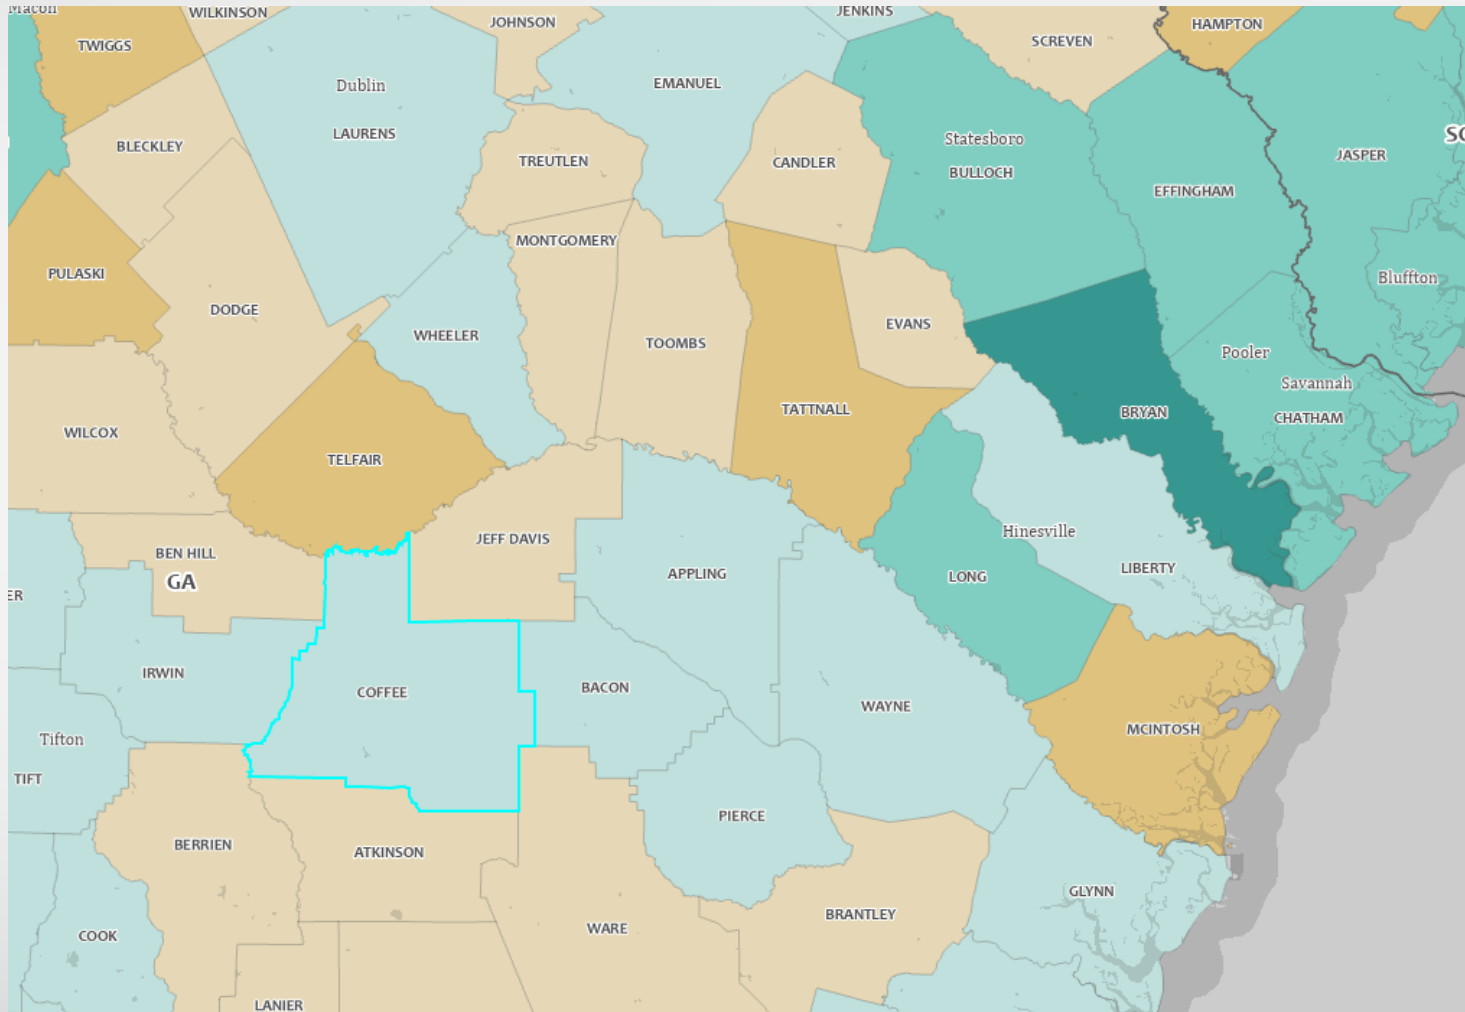 Macon
WILKINSON
JENKINS
JOHNSON
HAMPTON
SCREVEN
TWIGGS
Dublin
EMANUEL
LAURENS
Statesboro
SC
BLECKLEY
TREUTLEN
CANDLER
BULLOCH
JASPER
EFFINGHAM
MONTGOMERY
PULASKI
Bluffton
DODGE
WHEELER
EVANS
TOOMBS
Pooler
Savannah
TATTNALL
BRYAN
CHATHAM
WILCOX
TELFAIR
Hinesville
JEFF DAVIS
BEN HILL
GA
APPLING
LONG
LIBERTY
ER
IRWIN
COFFEE
BACON
WAYNE
MCINTOSH
Tifton
TIFT
PIERCE
BERRIEN
ATKINSON
GLYNN
BRANTLEY
WARE
COOK
LANIER